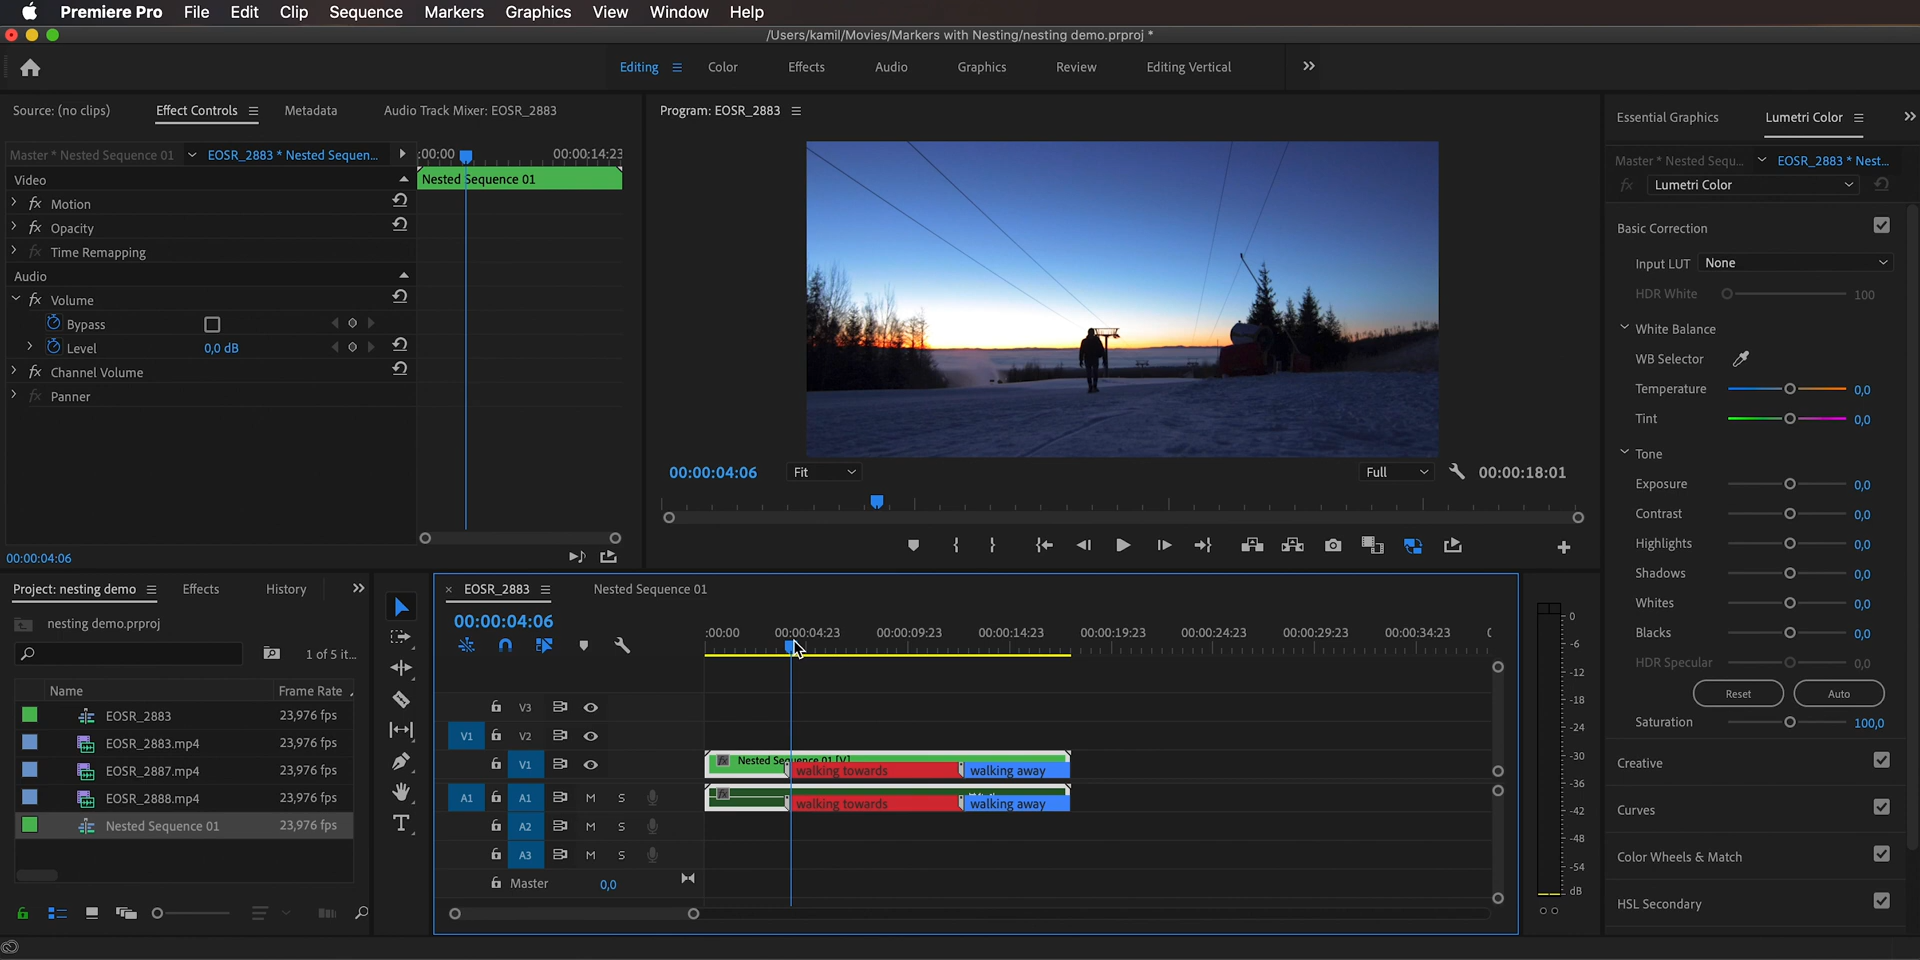 Premiere Pro File Edit Clip Sequence Markers Graphics View Window Help
/Users/kamil/Movies/Markers with Nesting/nesting demo.prproj *
Editing Color Effects Audio Graphics Review Editing Vertical
Source: (no clips) Effect Controls Metadata Audio Track Mixer: EOSR_2883
Master * Nested Sequence 01 EOSR_2883 * Nested Sequen... :00:00 00:00:14:23
Video Nested Sequence 01
fx Motion
fx Opacity
fx Time Remapping
Audio
fx Volume
Bypass
Level 0,0 dB
fx Channel Volume
fx Panner
00:00:04:06
Program: EOSR_2883
00:00:04:06 Fit Full 00:00:18:01
Essential Graphics Lumetri Color
Master * Nested Sequ... EOSR_2883 * Nest...
fx Lumetri Color
Basic Correction
Input LUT None
HDR White 100
White Balance
WB Selector
Temperature 0,0
Tint 0,0
Tone
Exposure 0,0
Contrast 0,0
Highlights 0,0
Shadows 0,0
Whites 0,0
Blacks 0,0
HDR Specular 0,0
Reset Auto
Saturation 100,0
Creative
Curves
Color Wheels & Match
HSL Secondary
Project: nesting demo Effects History
nesting demo.prproj
1 of 5 it...
Name Frame Rate
EOSR_2883 23,976 fps
EOSR_2883.mp4 23,976 fps
EOSR_2887.mp4 23,976 fps
EOSR_2888.mp4 23,976 fps
Nested Sequence 01 23,976 fps
T
× EOSR_2883 Nested Sequence 01
00:00:04:06
:00:00 00:00:04:23 00:00:09:23 00:00:14:23 00:00:19:23 00:00:24:23 00:00:29:23 00:00:34:23
V3
V1 V2
V1 fx Nested Sequence 01 [V]
walking towards walking away
A1 A1 M S fx
walking towards walking away
A2 M S
A3 M S
Master 0,0
0
-6
-12
-18
-24
-30
-36
-42
-48
-54
dB